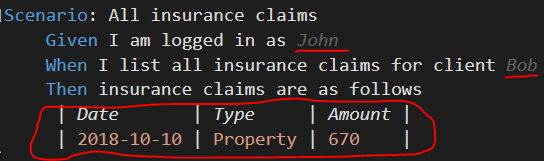 Scenario: All insurance claims
Given I am logged in as John
When I list all insurance claims for client Bob
Then insurance claims are as follows
| Date | Type | Amount |
| 2018-10-10 | Property | 670 |